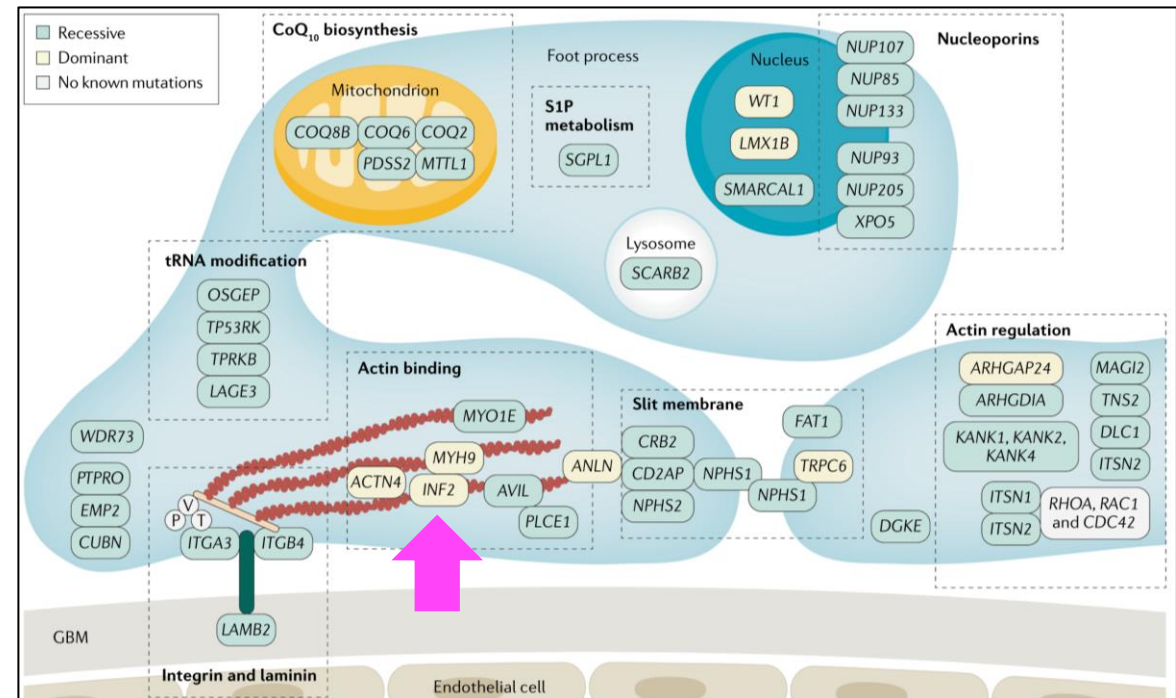 Recessive
Dominant
No known mutations
CoQ10 biosynthesis
Mitochondrion
COQ8B
COQ6
COQ2
PDSS2
MTTL1
Foot process
S1P
metabolism
SGPL1
Nucleus
WT1
LMX1B
SMARCAL1
Nucleoporins
NUP107
NUP85
NUP133
NUP93
NUP205
XPO5
Lysosome
SCARB2
tRNA modification
OSGEP
TP53RK
TPRKB
LAGE3
Actin binding
MYO1E
MYH9
ACTN4
INF2
AVIL
PLCE1
ANLN
Slit membrane
CRB2
CD2AP
NPHS2
NPHS1
NPHS1
FAT1
TRPC6
DGKE
Actin regulation
ARHGAP24
ARHGDIA
KANK1, KANK2,
KANK4
MAGI2
TNS2
DLC1
ITSN2
ITSN1
ITSN2
RHOA, RAC1
and CDC42
WDR73
PTPRO
EMP2
CUBN
V
P
T
ITGA3
ITGB4
LAMB2
GBM
Integrin and laminin
Endothelial cell